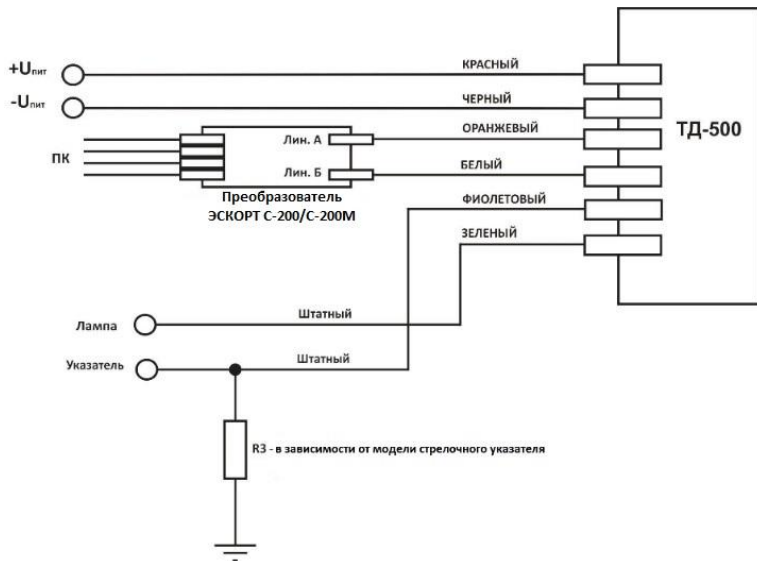 +Uпит
КРАСНЫЙ
-Uпит
ЧЕРНЫЙ
ОРАНЖЕВЫЙ
ТД-500
Лин. А
ПК
БЕЛЫЙ
Лин. Б
Преобразователь
ЭСКОРТ С-200/С-200М
ФИОЛЕТОВЫЙ
ЗЕЛЕНЫЙ
Штатный
Лампа
Указатель
Штатный
R3 - в зависимости от модели стрелочного указателя